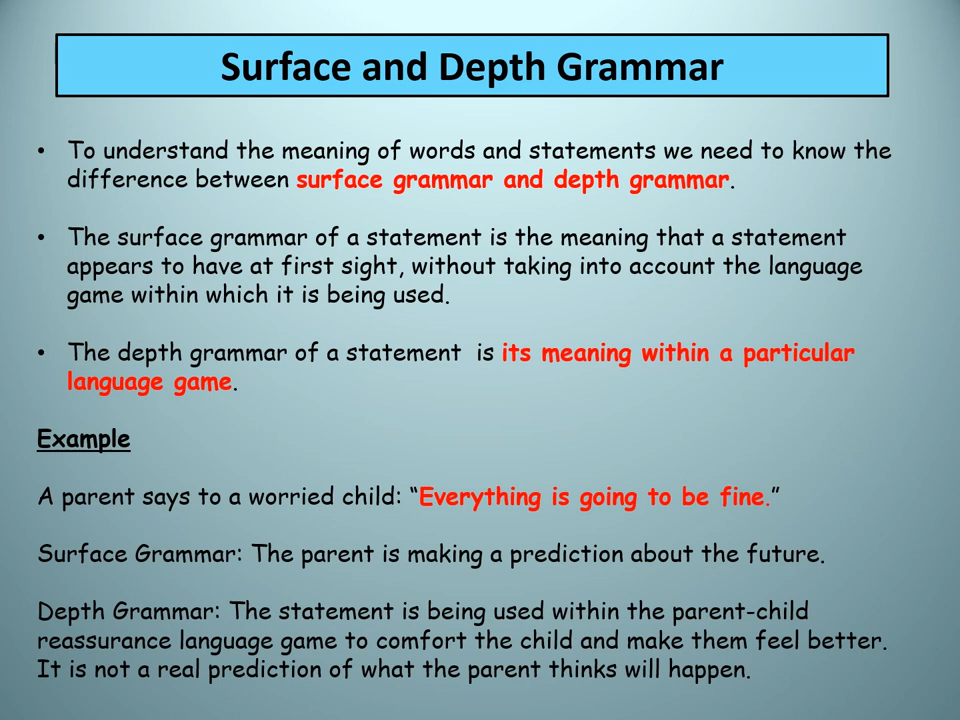 Surface and Depth Grammar
• To understand the meaning of words and statements we need to know the
difference between surface grammar and depth grammar.
• The surface grammar of a statement is the meaning that a statement
appears to have at first sight, without taking into account the language
game within which it is being used.
• The depth grammar of a statement  is its meaning within a particular
language game.
Example
A parent says to a worried child: “Everything is going to be fine.”
Surface Grammar: The parent is making a prediction about the future.
Depth Grammar: The statement is being used within the parent-child
reassurance language game to comfort the child and make them feel better.
It is not a real prediction of what the parent thinks will happen.